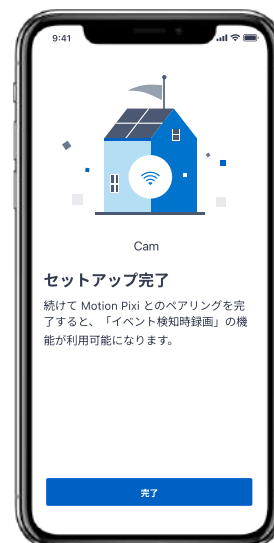 9:41
Cam
セットアップ完了
続けて Motion Pixi とのペアリングを完
了すると、「イベント検知時録画」の機
能が利用可能になります。
完了